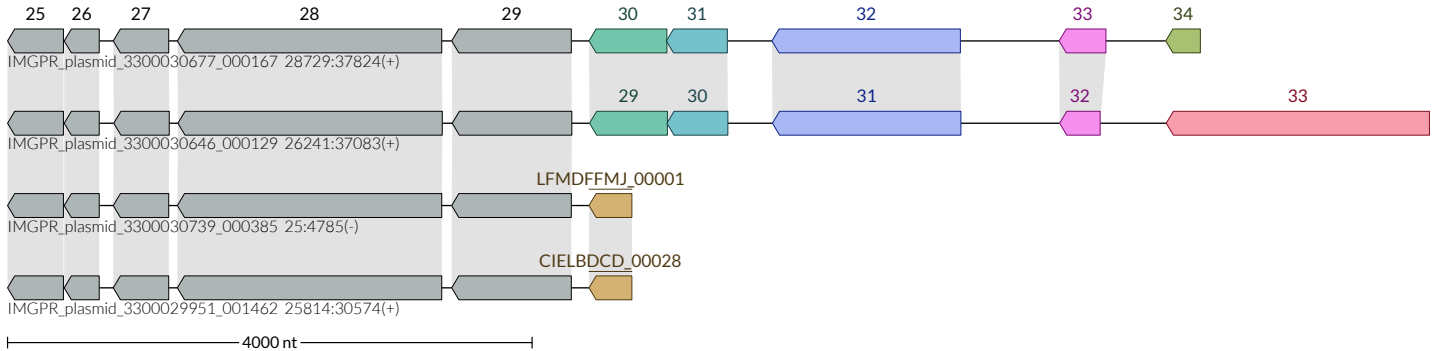 25 26 27 28 29 30 31 32 33 34
IMGPR_plasmid_3300030677_000167 28729:37824(+)
29 30 31 32 33
IMGPR_plasmid_3300030646_000129 26241:37083(+)
LFMDFFMJ_00001
IMGPR_plasmid_3300030739_000385 25:4785(-)
CIELBDCD_00028
IMGPR_plasmid_3300029951_001462 25814:30574(+)
4000 nt